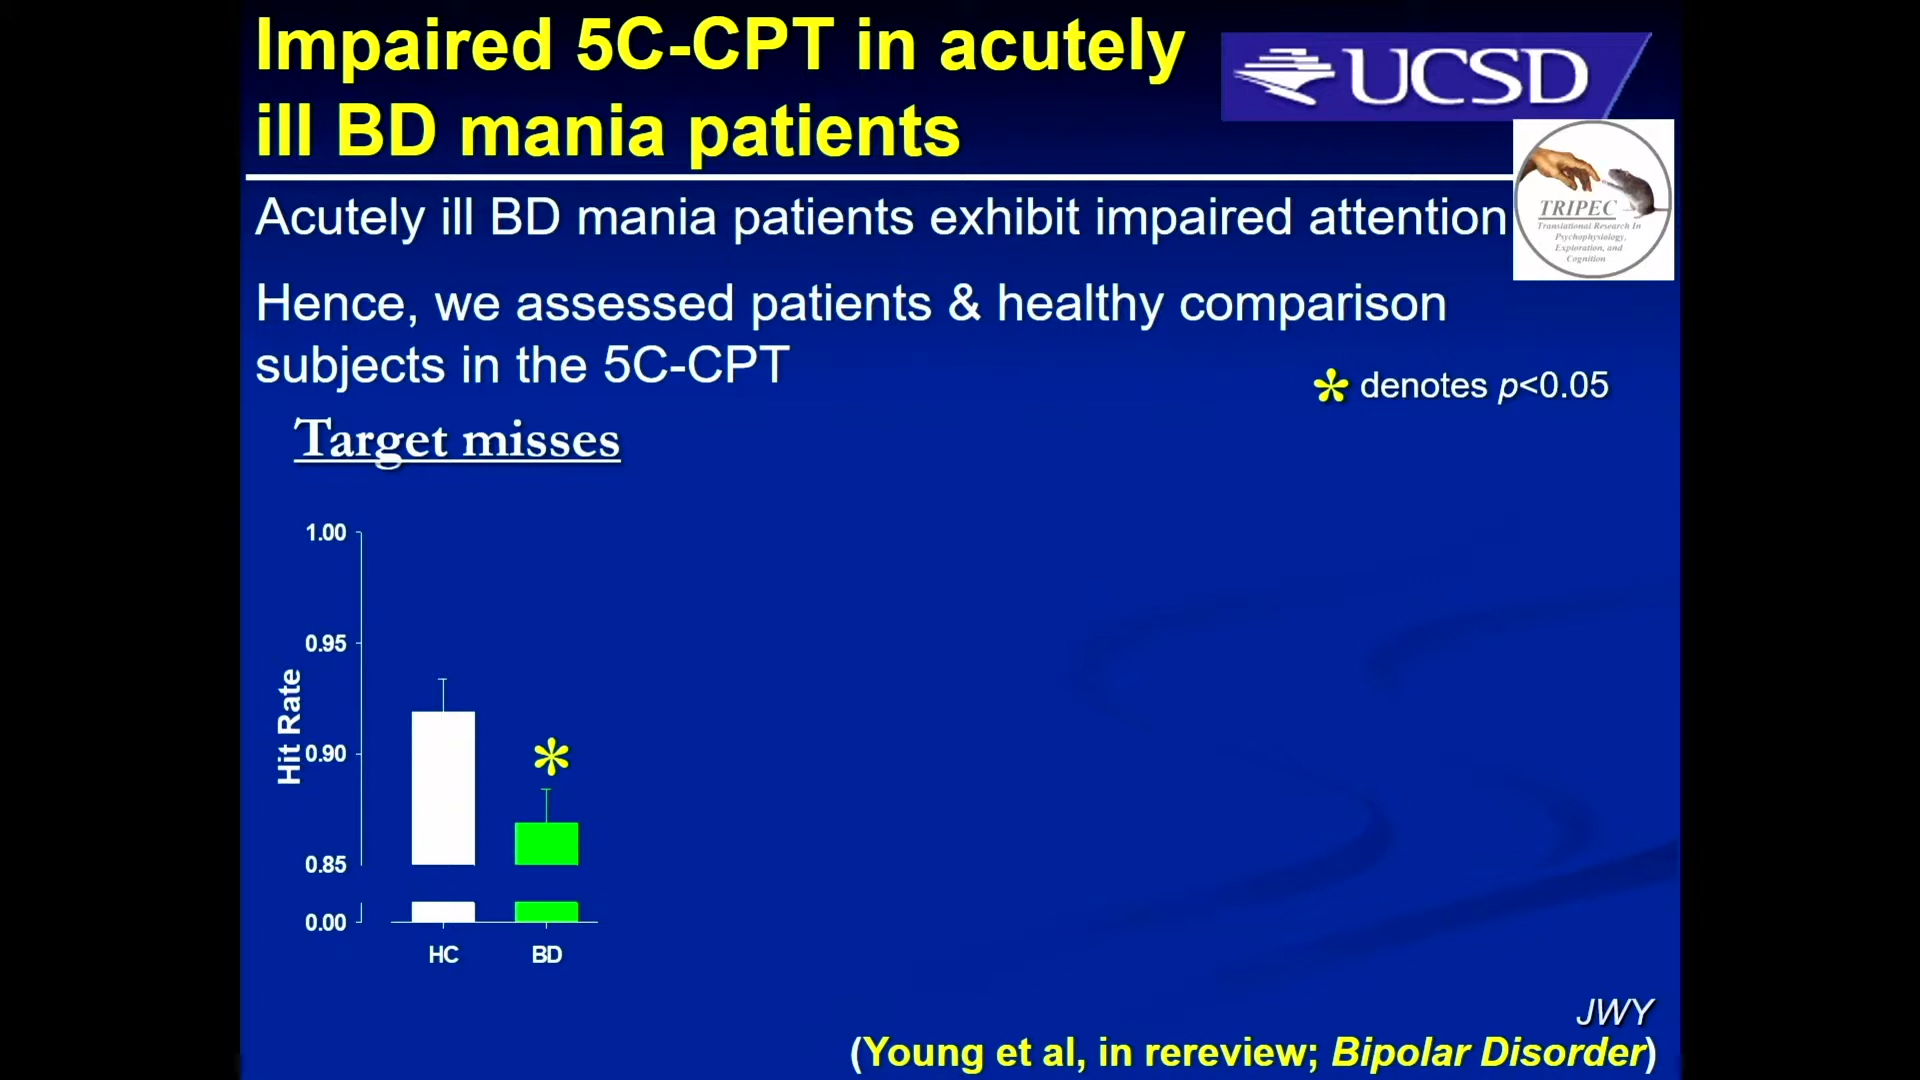 Impaired 5C-CPT in acutely
ill BD mania patients
UCSD
TRIPEC
Translational Research In
Psychophysiology,
Exploration, and
Cognition
Acutely ill BD mania patients exhibit impaired attention
Hence, we assessed patients & healthy comparison
subjects in the 5C-CPT
* denotes p<0.05
Target misses
1.00
0.95
0.90
0.85
0.00
Hit Rate
*
HC
BD
JWY
(Young et al, in rereview; Bipolar Disorder)